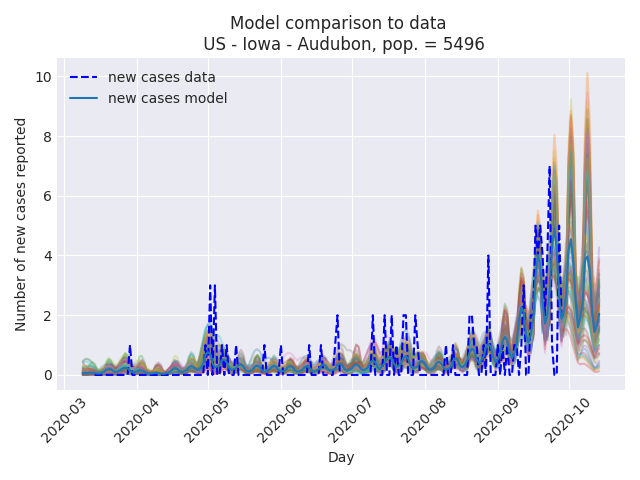 Model comparison to data
US - Iowa - Audubon, pop. = 5496
new cases data
new cases model
Number of new cases reported
10
8
6
4
2
0
2020-03
2020-04
2020-05
2020-06
2020-07
2020-08
2020-09
2020-10
Day